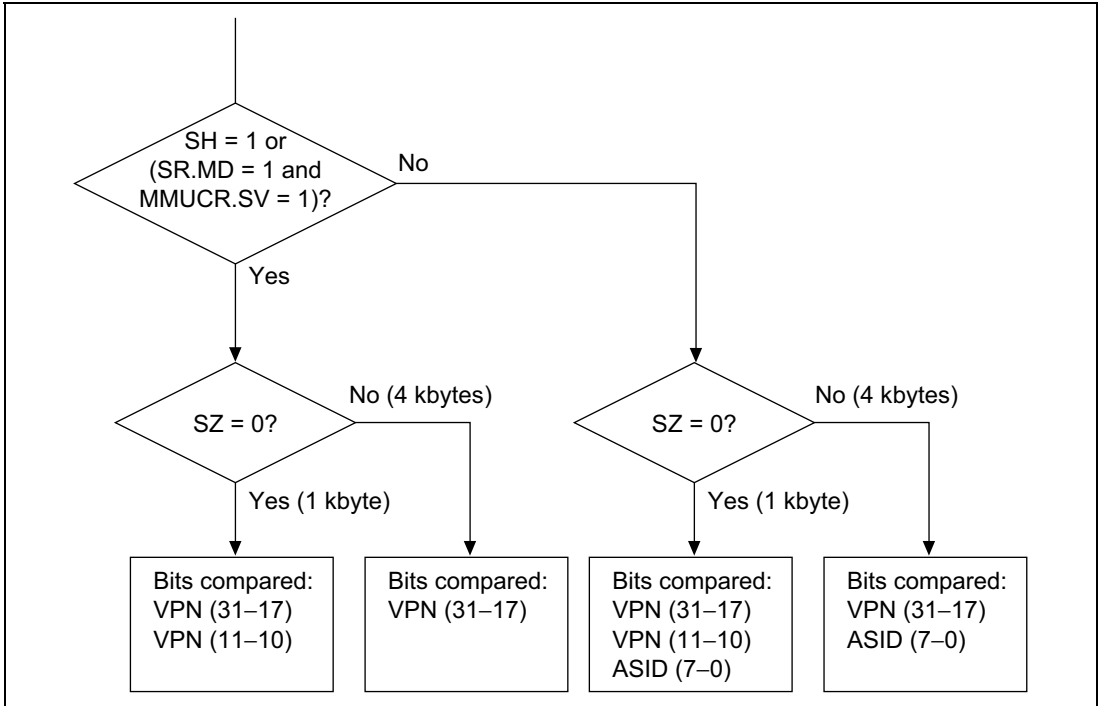 SH = 1 or
(SR.MD = 1 and
MMUCR.SV = 1)?
No
Yes
SZ = 0?
No (4 kbytes)
Yes (1 kbyte)
SZ = 0?
No (4 kbytes)
Yes (1 kbyte)
Bits compared:
VPN (31–17)
VPN (11–10)
Bits compared:
VPN (31–17)
Bits compared:
VPN (31–17)
VPN (11–10)
ASID (7–0)
Bits compared:
VPN (31–17)
ASID (7–0)